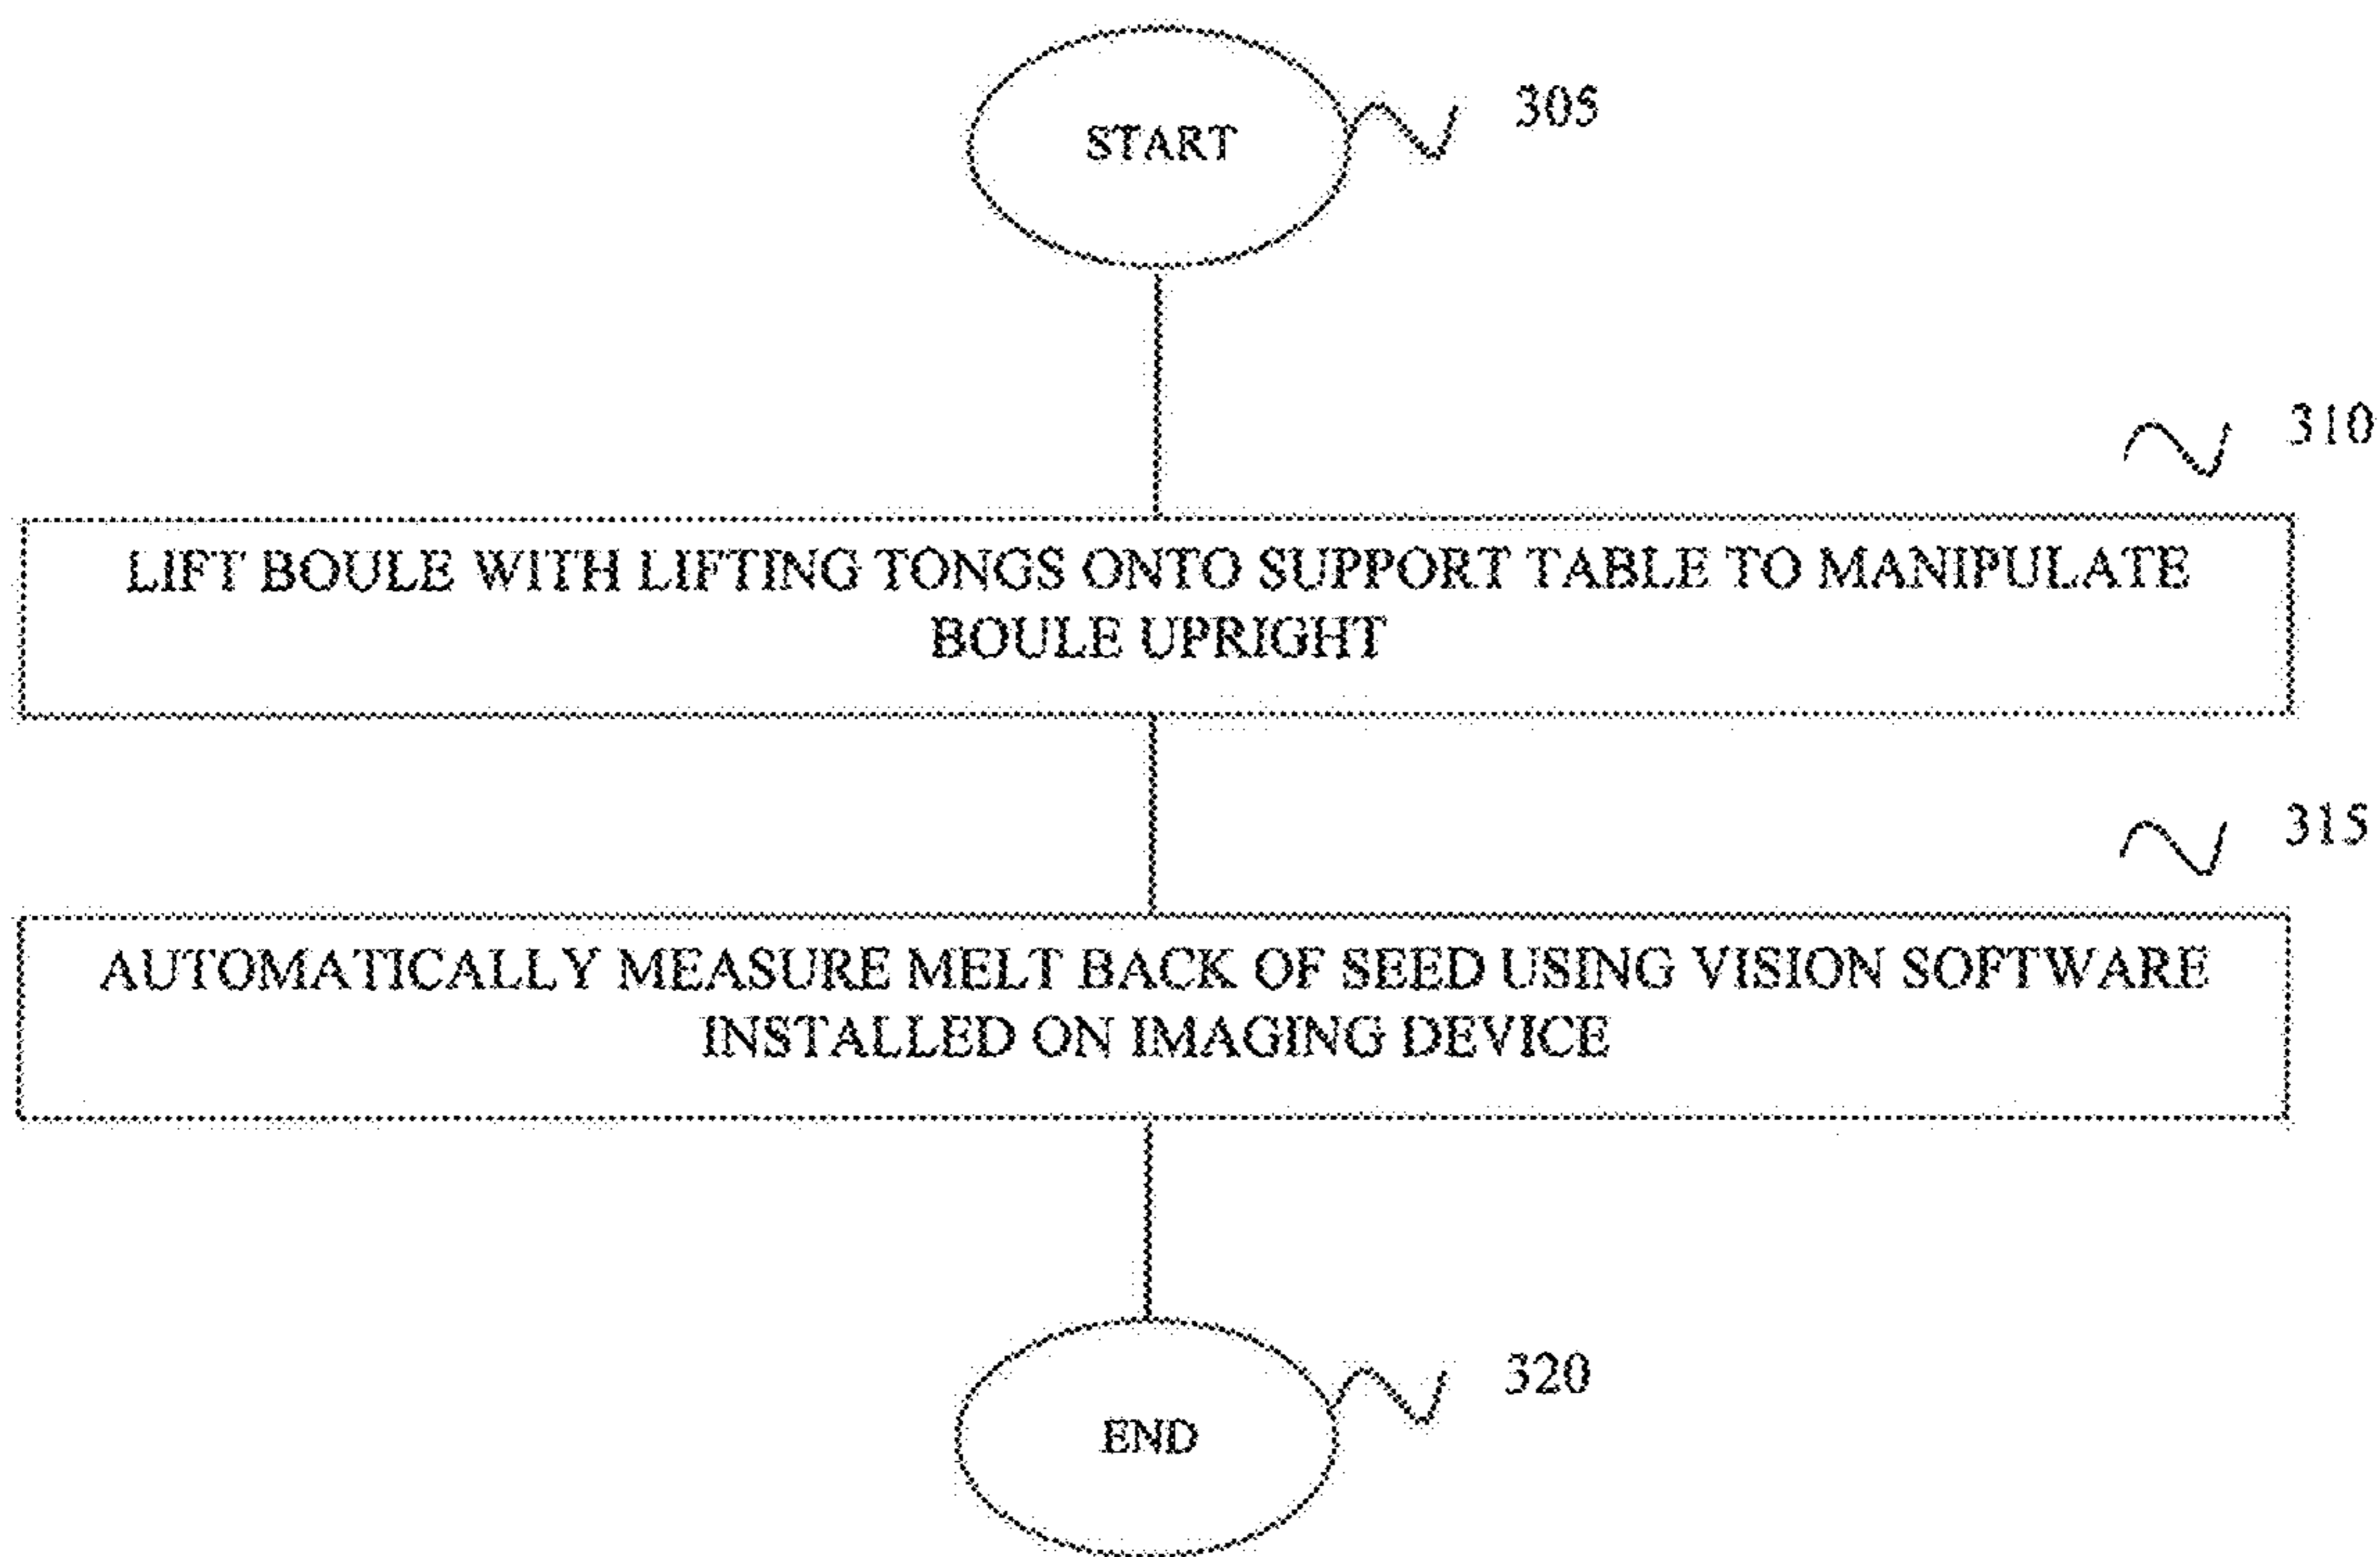 START
305
310
LIFT BOULE WITH LIFTING TONGS ONTO SUPPORT TABLE TO MANIPULATE
BOULE UPRIGHT
315
AUTOMATICALLY MEASURE MELT BACK OF SEED USING VISION SOFTWARE
INSTALLED ON IMAGING DEVICE
320
END